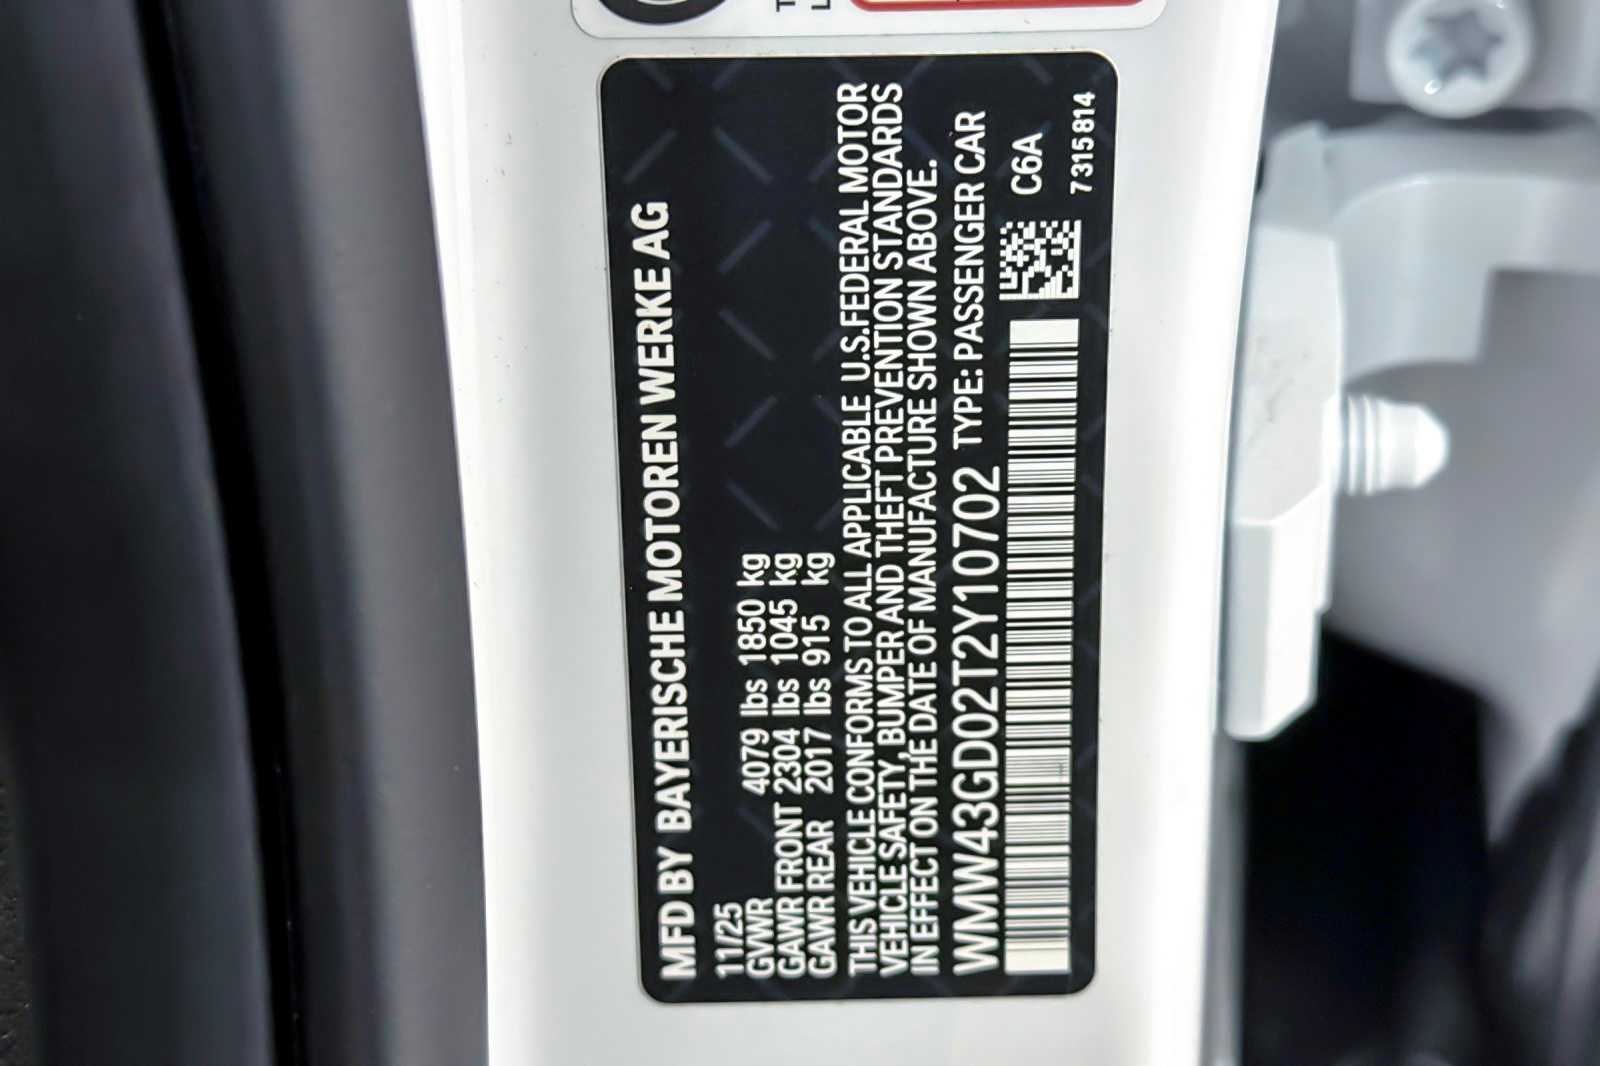 MFD BY BAYERISCHE MOTOREN WERKE AG
11/25
GVWR 4079 lbs 1850 kg
GAWR FRONT 2304 lbs 1045 kg
GAWR REAR 2017 lbs 915 kg
THIS VEHICLE CONFORMS TO ALL APPLICABLE U.S.FEDERAL MOTOR
VEHICLE SAFETY, BUMPER AND THEFT PREVENTION STANDARDS
IN EFFECT ON THE DATE OF MANUFACTURE SHOWN ABOVE.
WMW43GD02T2Y10702 TYPE: PASSENGER CAR
C6A
7315814